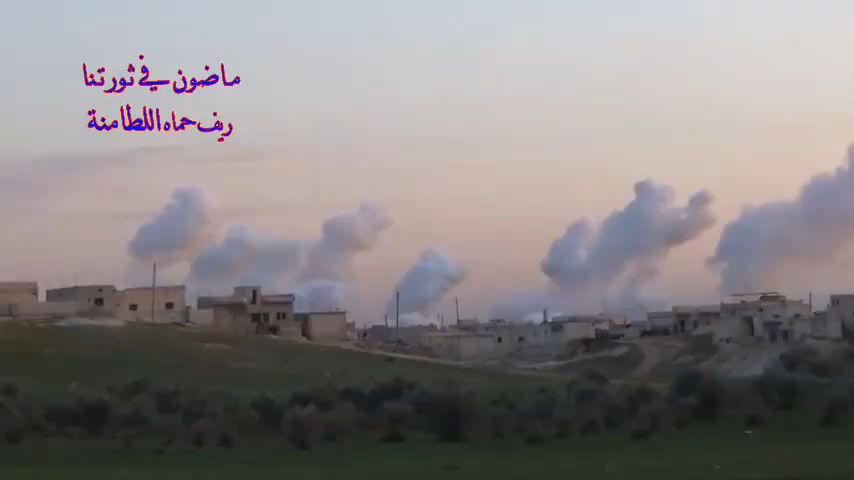 ماضون في ثورتنا
ريف حماه اللطامنة